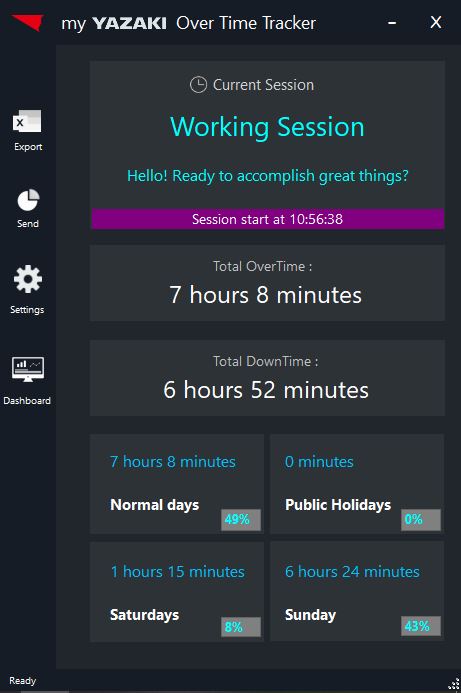 my YAZAKI Over Time Tracker
Current Session
Working Session
Hello! Ready to accomplish great things?
Session start at 10:56:38
Export
Send
Settings
Dashboard
Total OverTime :
7 hours 8 minutes
Total DownTime :
6 hours 52 minutes
7 hours 8 minutes
Normal days
49%
0 minutes
Public Holidays
0%
1 hours 15 minutes
Saturdays
8%
6 hours 24 minutes
Sunday
43%
Ready